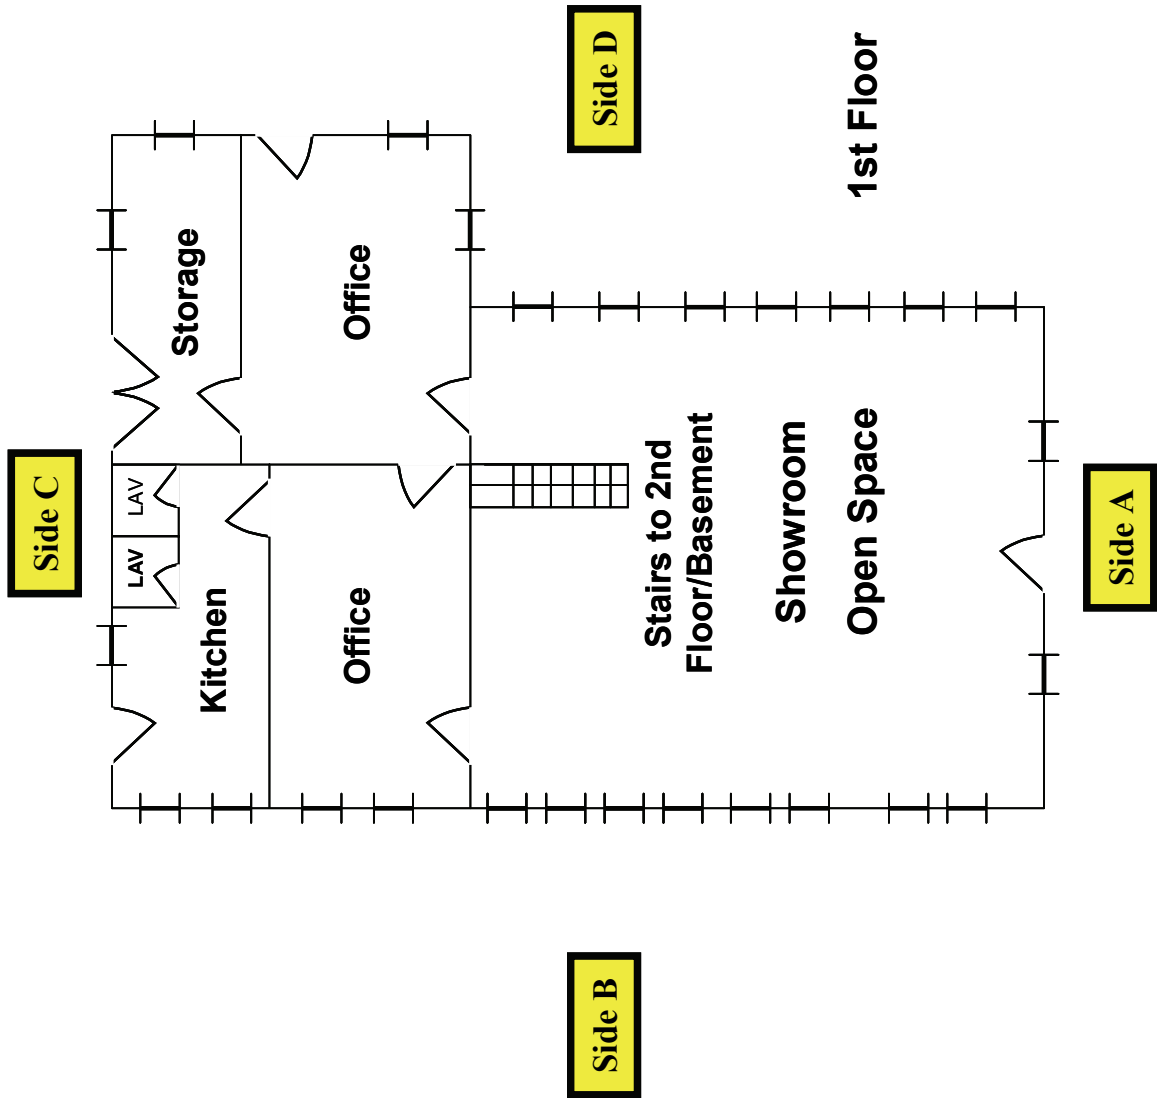 Side C
Side D
Side B
Side A
1st Floor
Storage
Office
LAV
LAV
Kitchen
Office
Stairs to 2nd
Floor/Basement
Showroom
Open Space